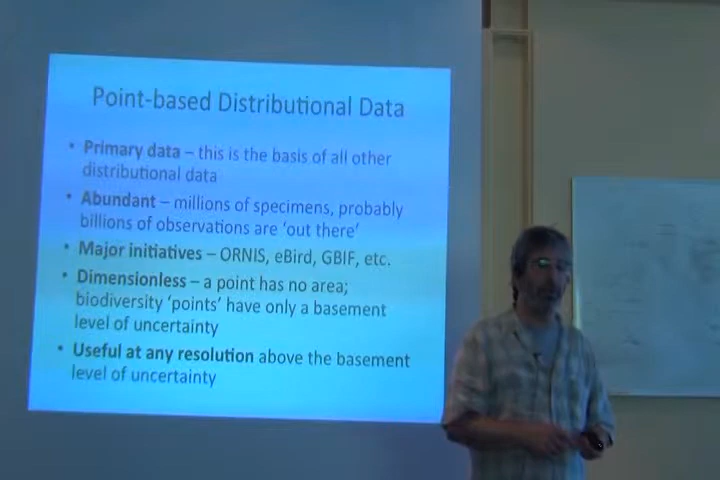 Point-based Distributional Data
• Primary data – this is the basis of all other
distributional data
• Abundant – millions of specimens, probably
billions of observations are ‘out there’
• Major initiatives – ORNIS, eBird, GBIF, etc.
• Dimensionless – a point has no area;
biodiversity ‘points’ have only a basement
level of uncertainty
• Useful at any resolution above the basement
level of uncertainty